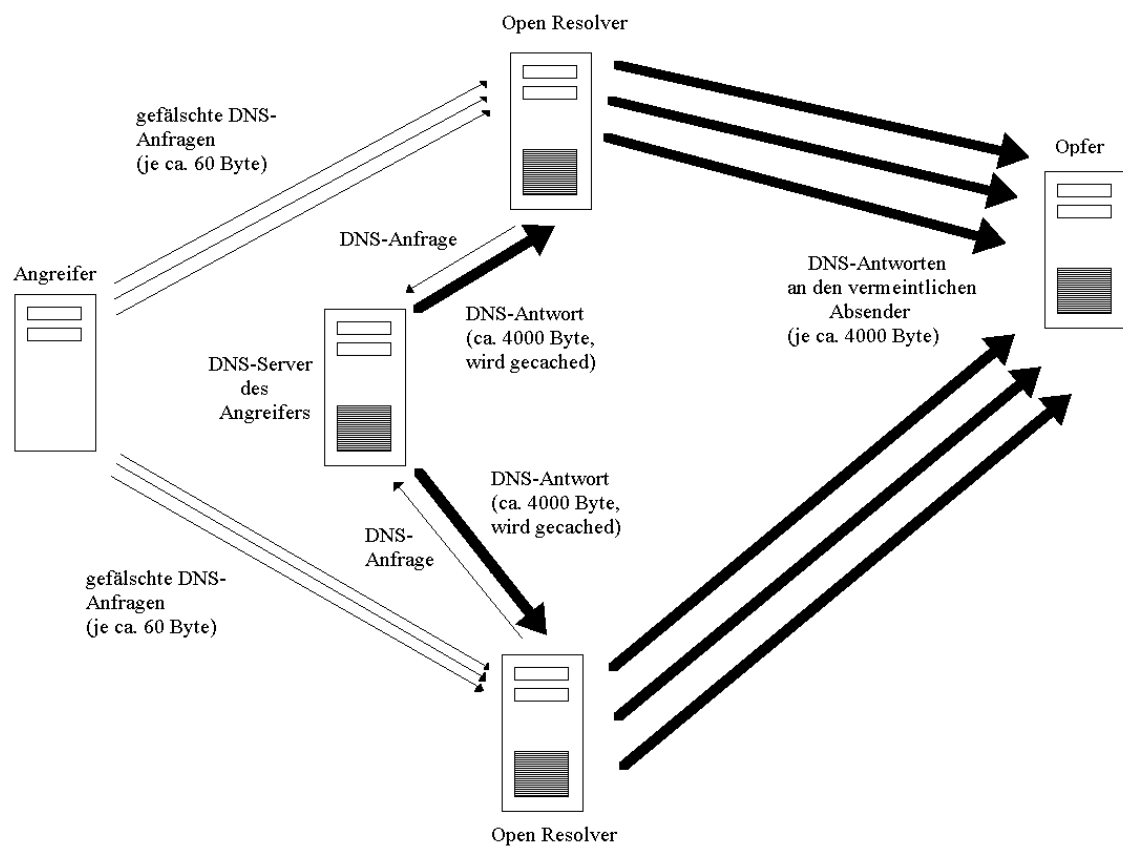 Open Resolver
gefälschte DNS-
Anfragen
(je ca. 60 Byte)
Opfer
DNS-Anfrage
Angreifer
DNS-Antworten
an den vermeintlichen
Absender
(je ca. 4000 Byte)
DNS-Antwort
(ca. 4000 Byte,
wird gecached)
DNS-Server
des
Angreifers
DNS-Antwort
(ca. 4000 Byte,
wird gecached)
DNS-
Anfrage
gefälschte DNS-
Anfragen
(je ca. 60 Byte)
Open Resolver